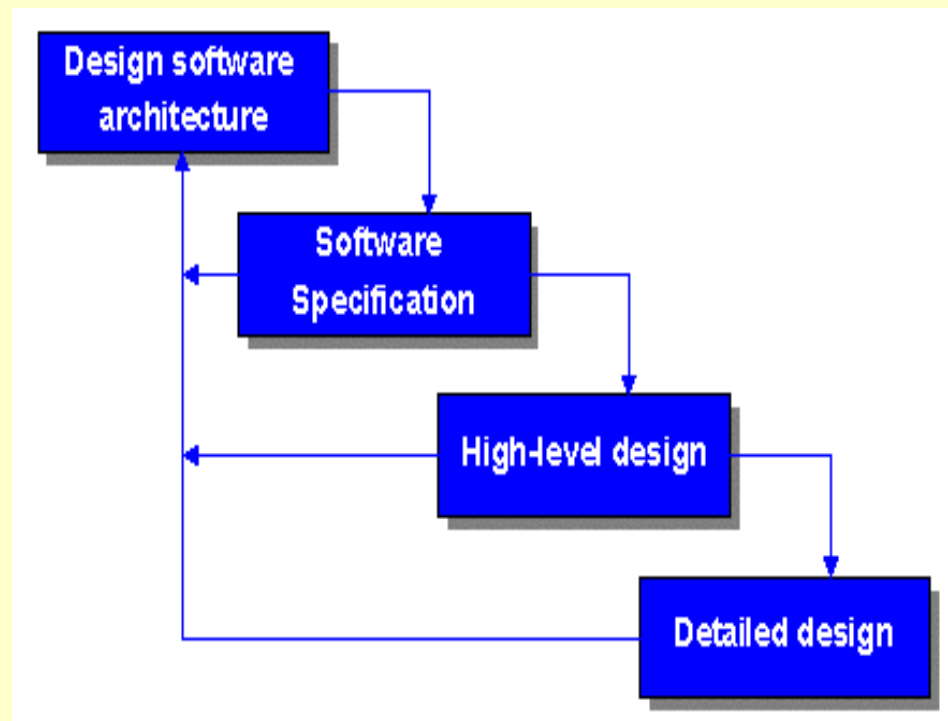 Design software
architecture
Software
Specification
High-level design
Detailed design